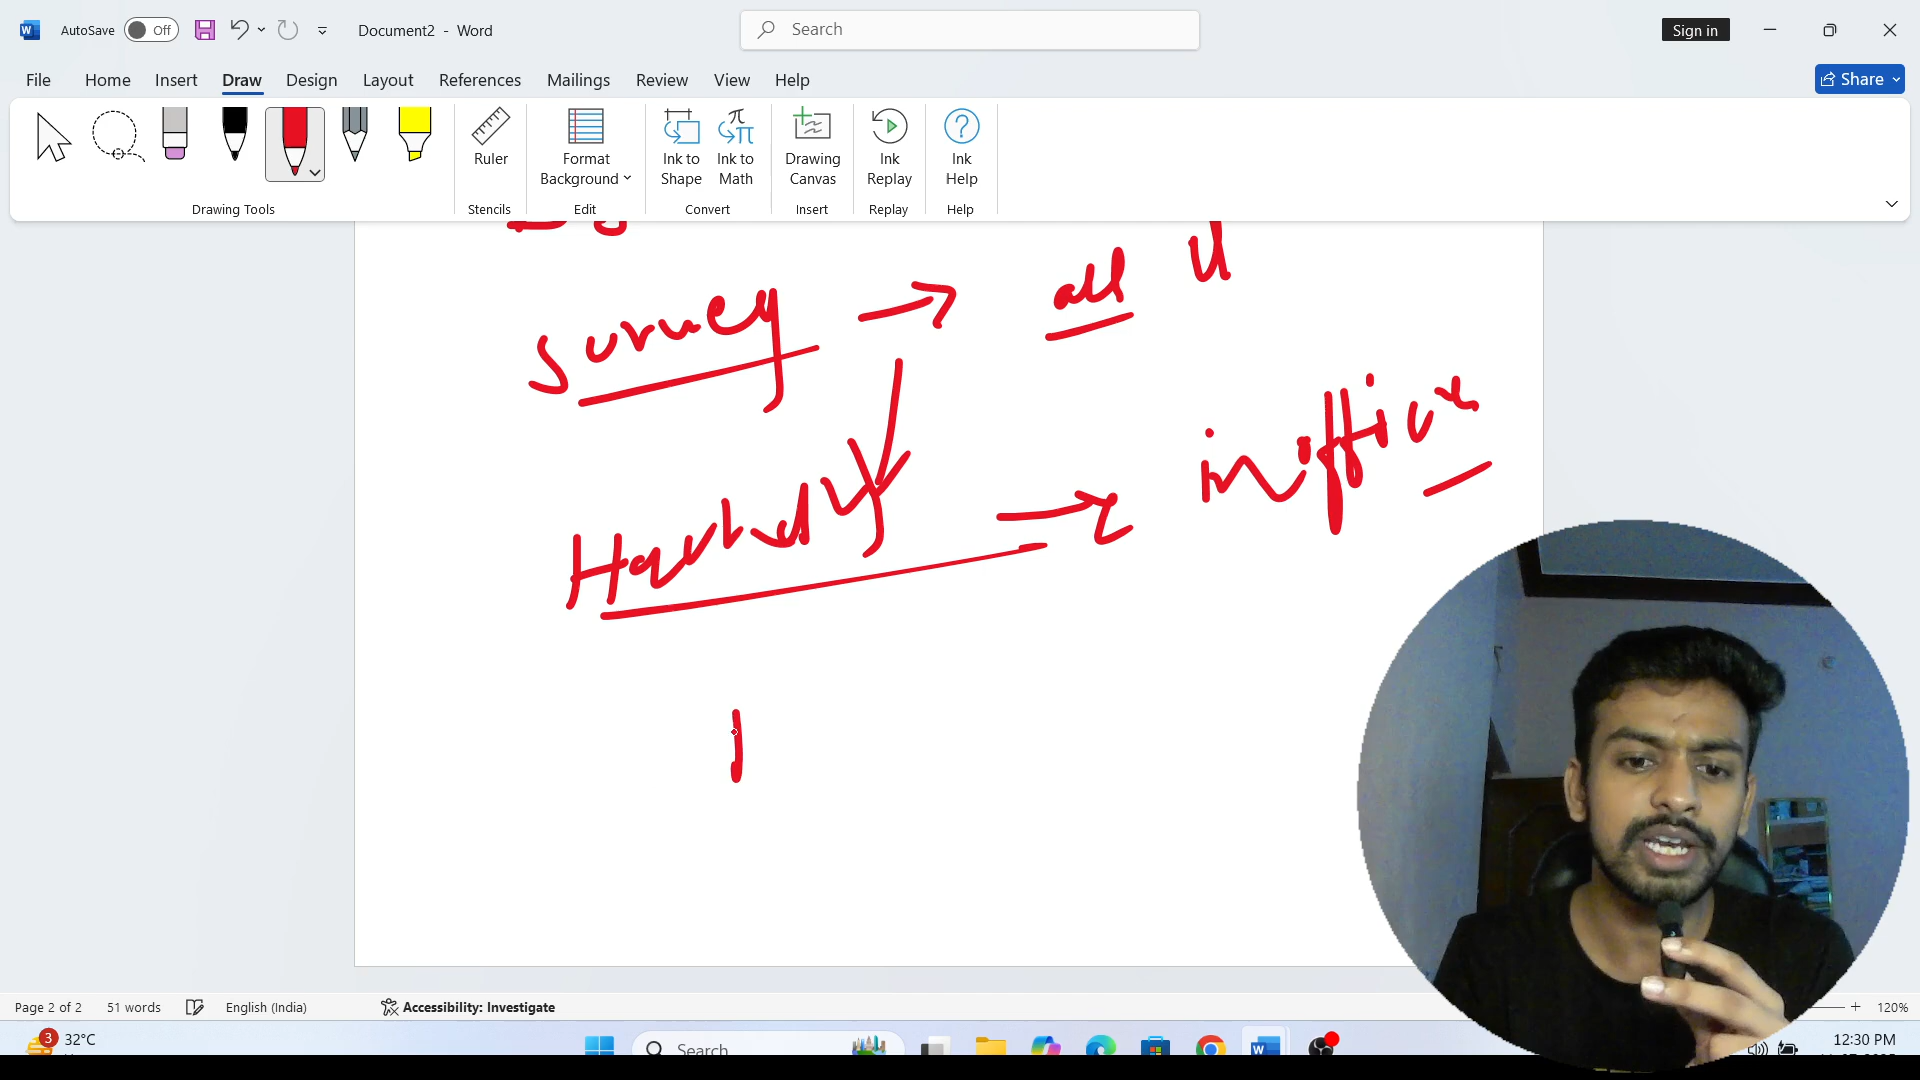 AutoSave Off Document2 - Word Search Sign in
File Home Insert Draw Design Layout References Mailings Review View Help Share
Ruler Format Background Ink to Shape Ink to Math Drawing Canvas Ink Replay Ink Help
Drawing Tools Stencils Edit Convert Insert Replay Help
survey → all
Page 2 of 2 51 words English (India) Accessibility: Investigate 120%
3 32°C Search 12:30 PM